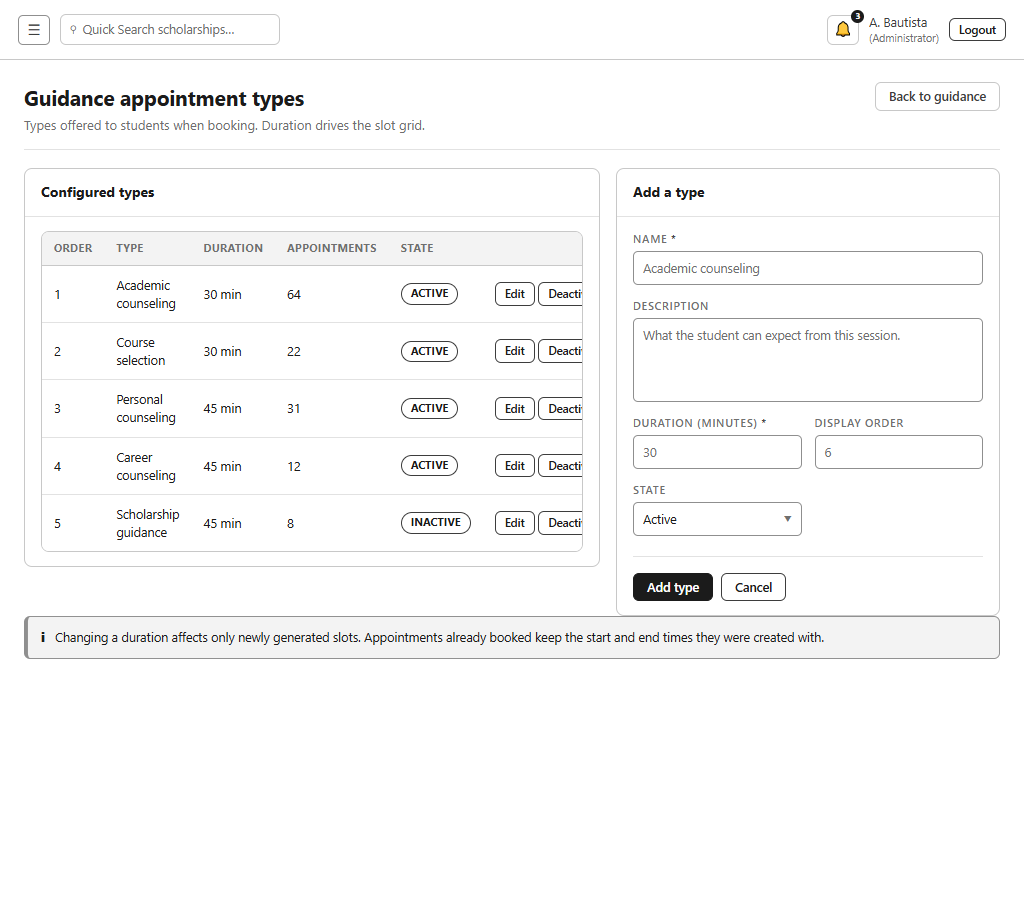 ☰
Quick Search scholarships...
3
A. Bautista
(Administrator)
Logout
Guidance appointment types
Types offered to students when booking. Duration drives the slot grid.
Back to guidance
Configured types
ORDER TYPE DURATION APPOINTMENTS STATE
1 Academic counseling 30 min 64 ACTIVE Edit Deacti
2 Course selection 30 min 22 ACTIVE Edit Deacti
3 Personal counseling 45 min 31 ACTIVE Edit Deacti
4 Career counseling 45 min 12 ACTIVE Edit Deacti
5 Scholarship guidance 45 min 8 INACTIVE Edit Deacti
Add a type
NAME *
Academic counseling
DESCRIPTION
What the student can expect from this session.
DURATION (MINUTES) * DISPLAY ORDER
30 6
STATE
Active
Add type Cancel
i Changing a duration affects only newly generated slots. Appointments already booked keep the start and end times they were created with.